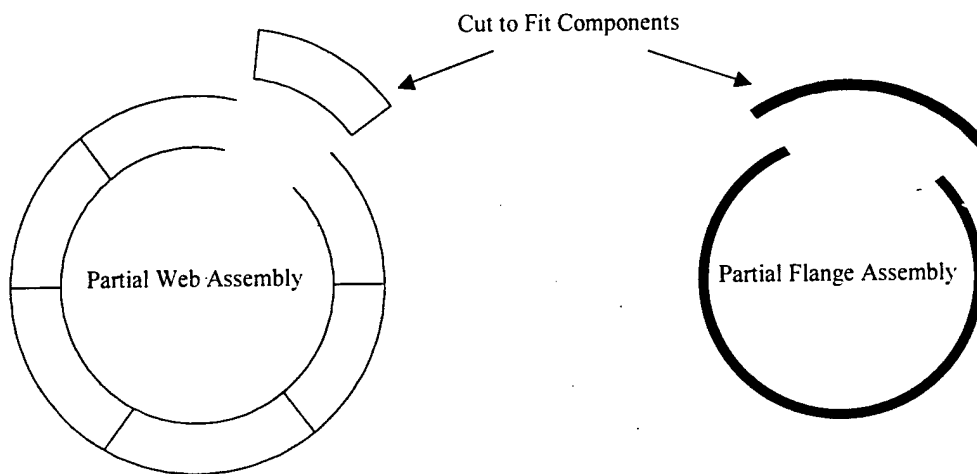 Cut to Fit Components
Partial Web Assembly
Partial Flange Assembly